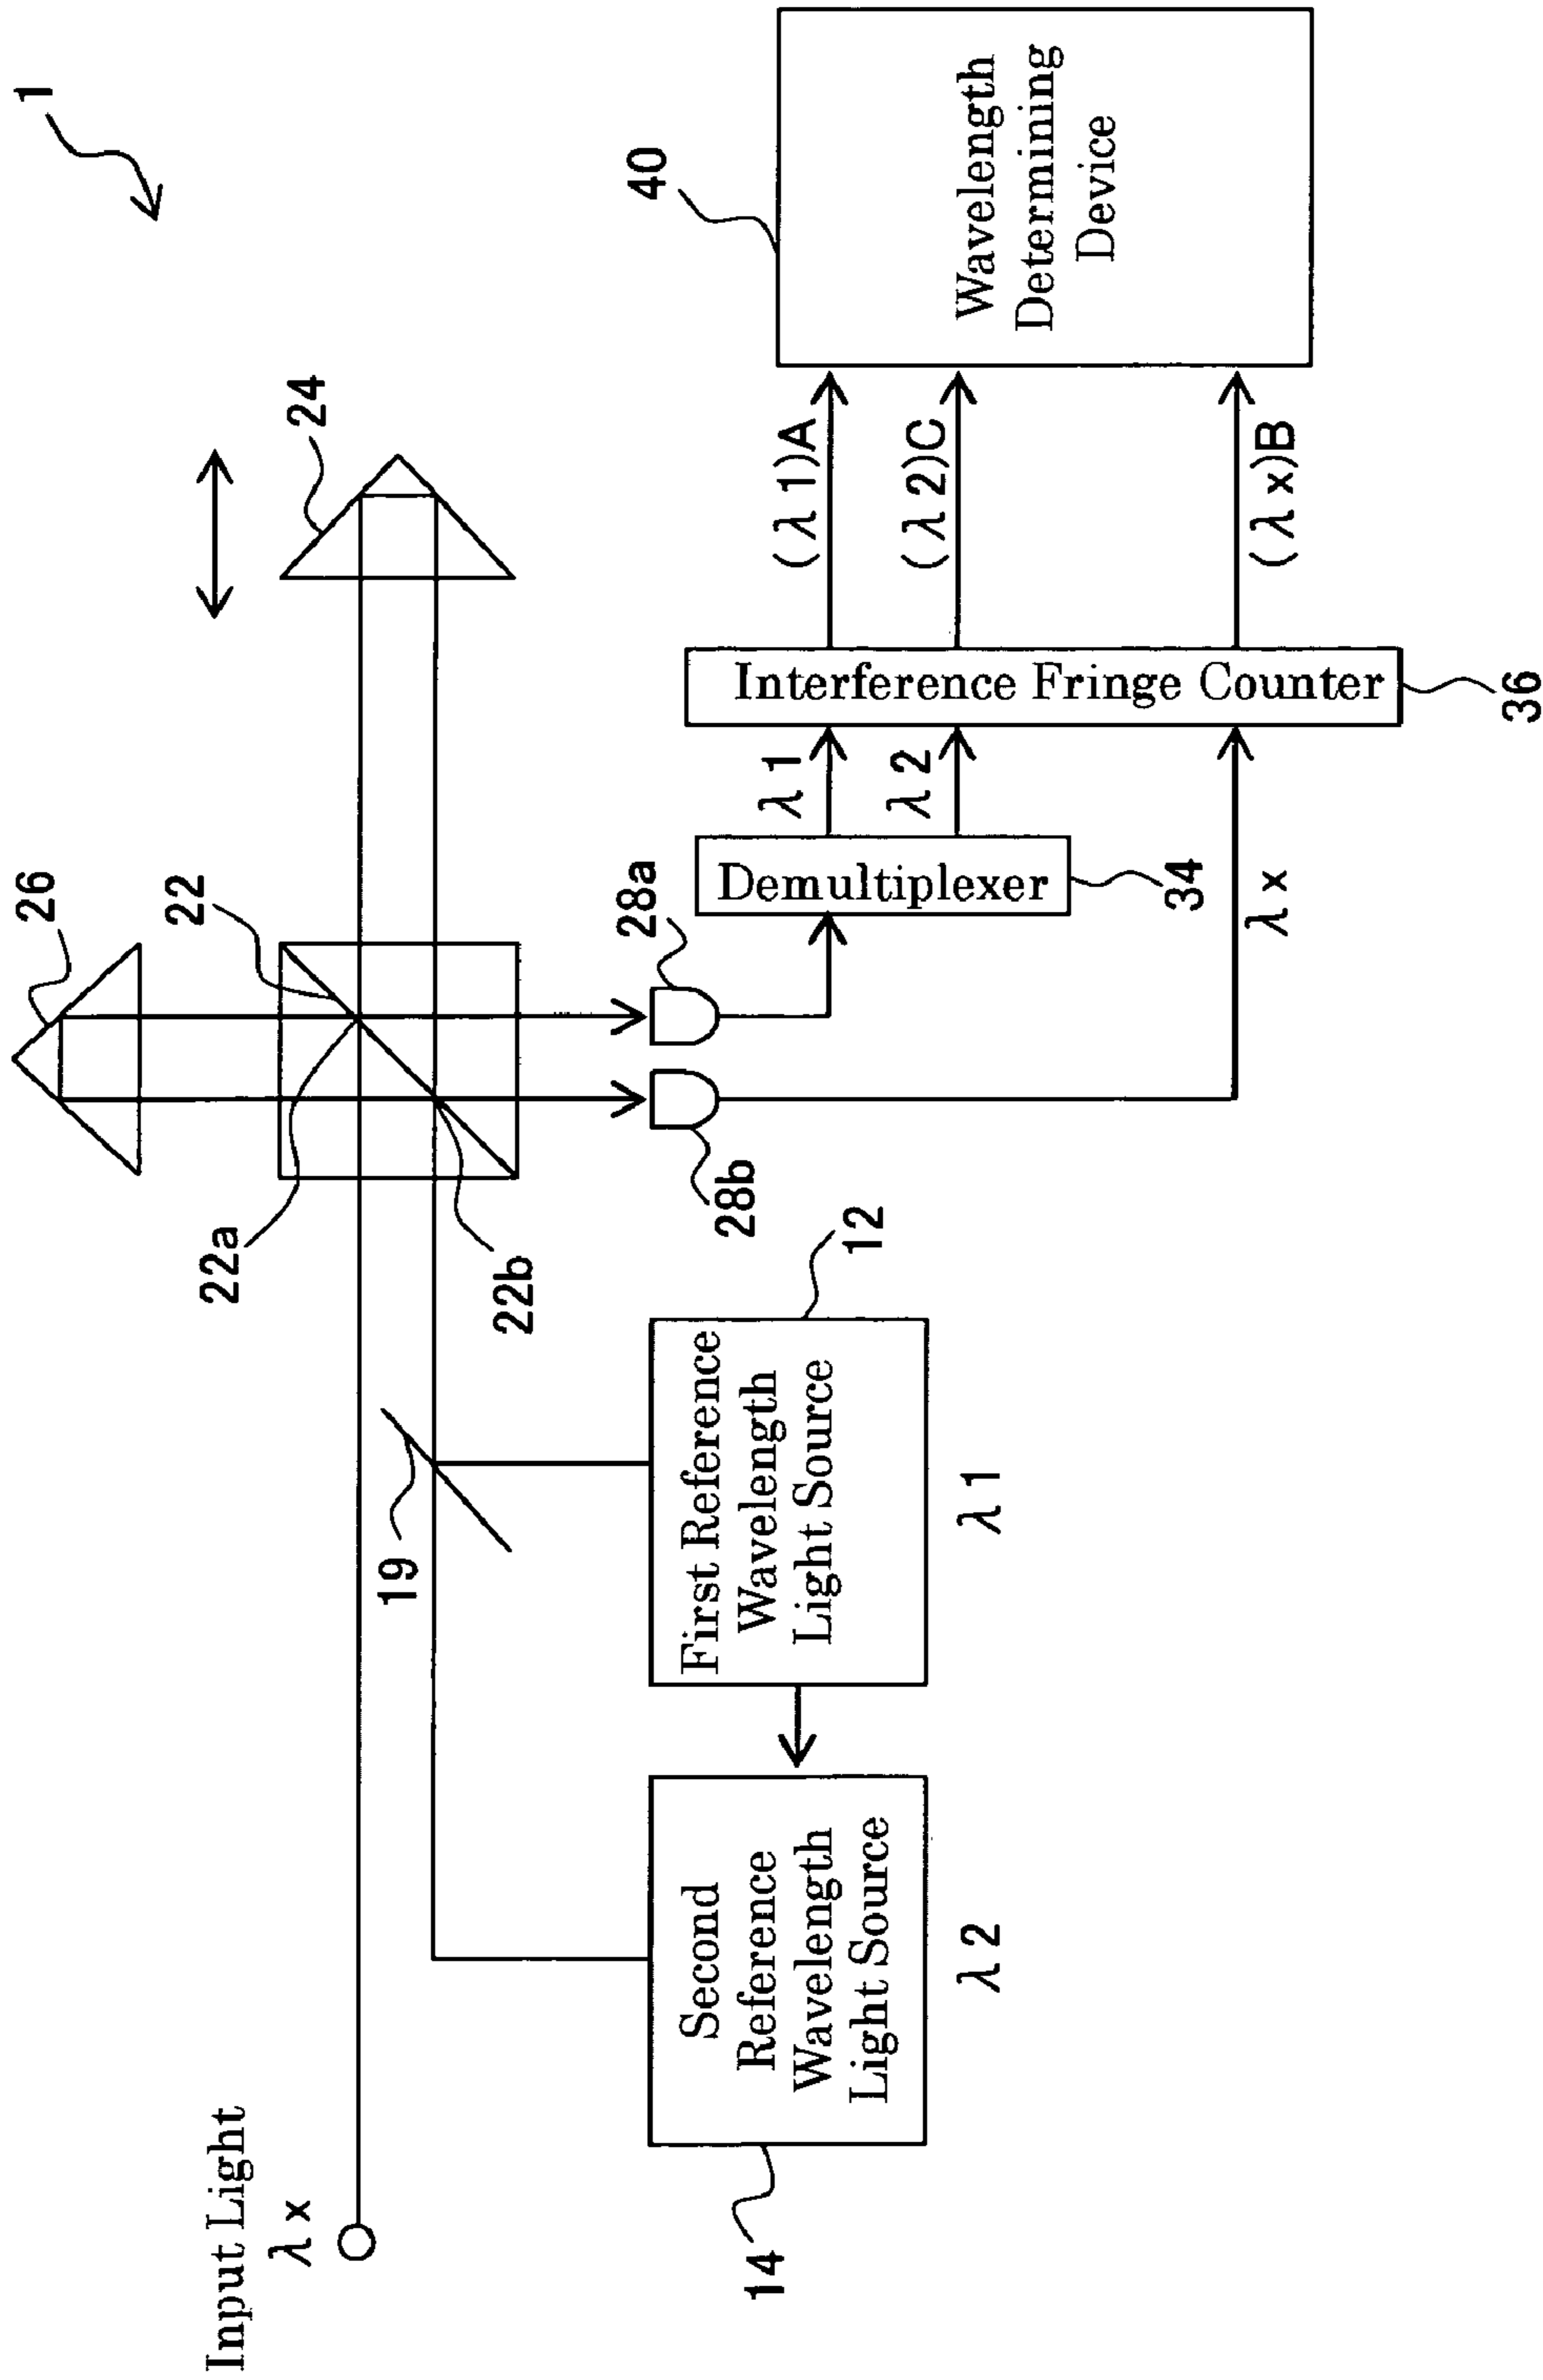 1
26
22
24
22a
22b
19
28a
28b
Input Light
λx
Second
Reference
Wavelength
Light Source
14
λ2
First Reference
Wavelength
Light Source
12
λ1
Demultiplexer
34
λ1
λ2
λx
Interference Fringe Counter
36
(λ1)A
(λ2)C
(λx)B
Wavelength
Determining
Device
40